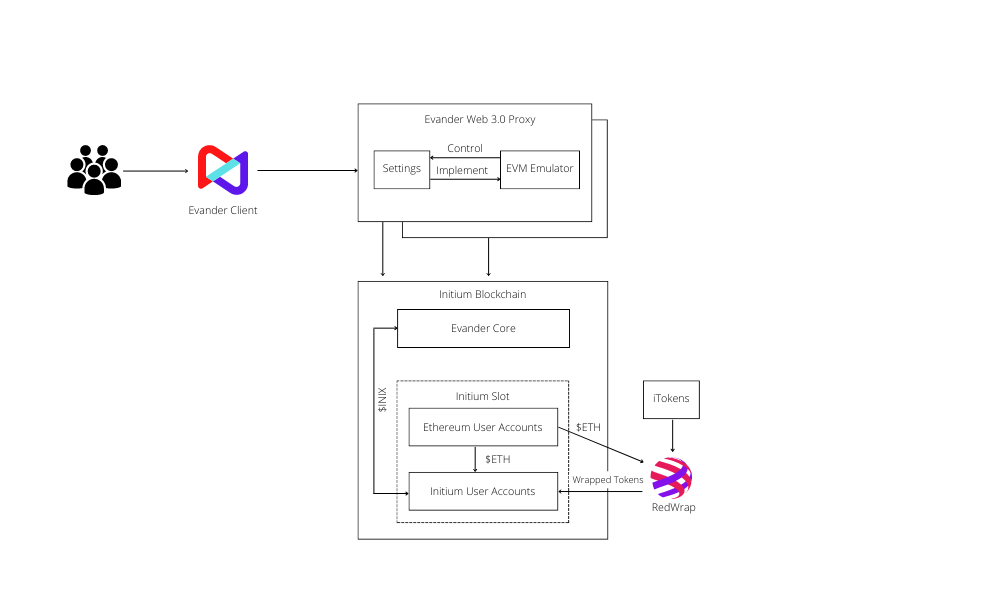 Evander Web 3.0 Proxy
Control
Settings
Implement
EVM Emulator
Evander Client
Initium Blockchain
Evander Core
$INIX
Initium Slot
iTokens
Ethereum User Accounts
$ETH
$ETH
Wrapped Tokens
Initium User Accounts
RedWrap